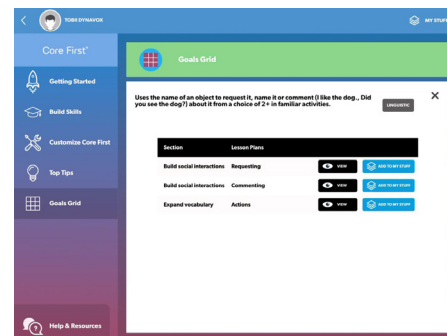 TOBII DYNAVOX
MY STUFF
Core First
Getting Started
Build Skills
Customize Core First
Top Tips
Goals Grid
Help & Resources
Goals Grid
Uses the name of an object to request it, name it or comment (I like the dog., Did
you see the dog?) about it from a choice of 2+ in familiar activities.
LINGUISTIC
Section Lesson Plans
Build social interactions Requesting VIEW ADD TO MY STUFF
Build social interactions Commenting VIEW ADD TO MY STUFF
Expand vocabulary Actions VIEW ADD TO MY STUFF